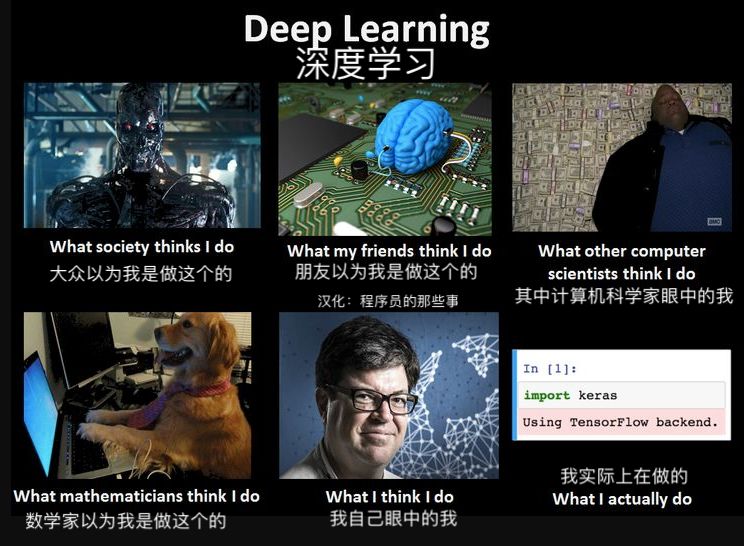 Deep Learning
深度学习
What society thinks I do
大众以为我是做这个的
What my friends think I do
朋友以为我是做这个的
汉化：程序员的那些事
aMC
What other computer
scientists think I do
其中计算机科学家眼中的我
What mathematicians think I do
数学家以为我是做这个的
What I think I do
我自己眼中的我
In [1]:
import keras
Using TensorFlow backend.
我实际上在做的
What I actually do